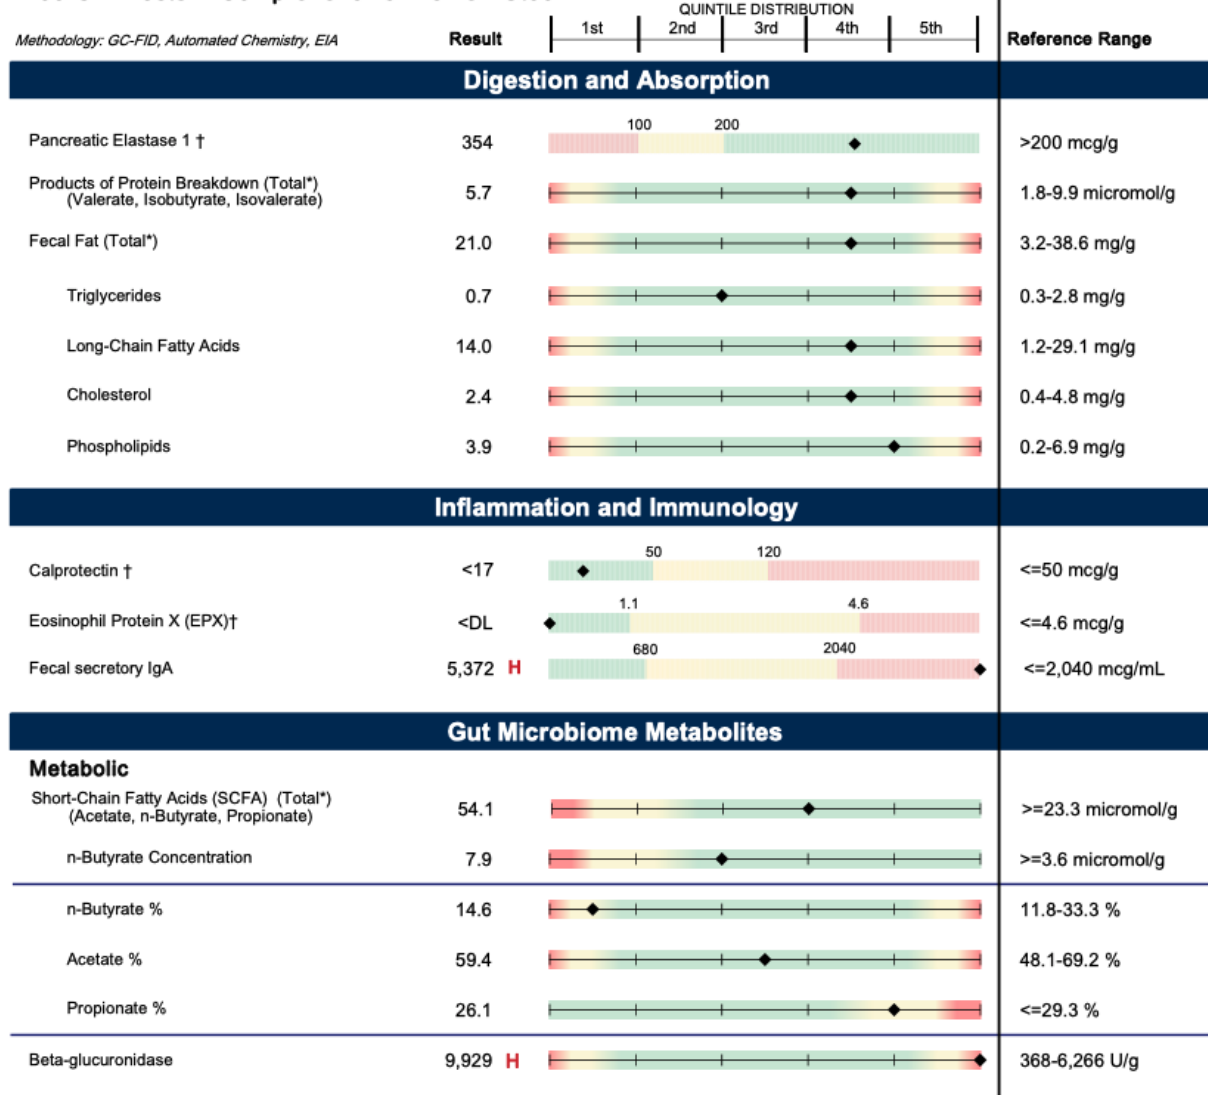 QUINTILE DISTRIBUTION
1st 2nd 3rd 4th 5th
Methodology: GC-FID, Automated Chemistry, EIA Result Reference Range
Digestion and Absorption
100 200
Pancreatic Elastase 1 † 354 >200 mcg/g
Products of Protein Breakdown (Total*)
(Valerate, Isobutyrate, Isovalerate) 5.7 1.8-9.9 micromol/g
Fecal Fat (Total*) 21.0 3.2-38.6 mg/g
Triglycerides 0.7 0.3-2.8 mg/g
Long-Chain Fatty Acids 14.0 1.2-29.1 mg/g
Cholesterol 2.4 0.4-4.8 mg/g
Phospholipids 3.9 0.2-6.9 mg/g
Inflammation and Immunology
50 120
Calprotectin † <17 <=50 mcg/g
1.1 4.6
Eosinophil Protein X (EPX)† <DL <=4.6 mcg/g
680 2040
Fecal secretory IgA 5,372 H <=2,040 mcg/mL
Gut Microbiome Metabolites
Metabolic
Short-Chain Fatty Acids (SCFA) (Total*)
(Acetate, n-Butyrate, Propionate) 54.1 >=23.3 micromol/g
n-Butyrate Concentration 7.9 >=3.6 micromol/g
n-Butyrate % 14.6 11.8-33.3 %
Acetate % 59.4 48.1-69.2 %
Propionate % 26.1 <=29.3 %
Beta-glucuronidase 9,929 H 368-6,266 U/g